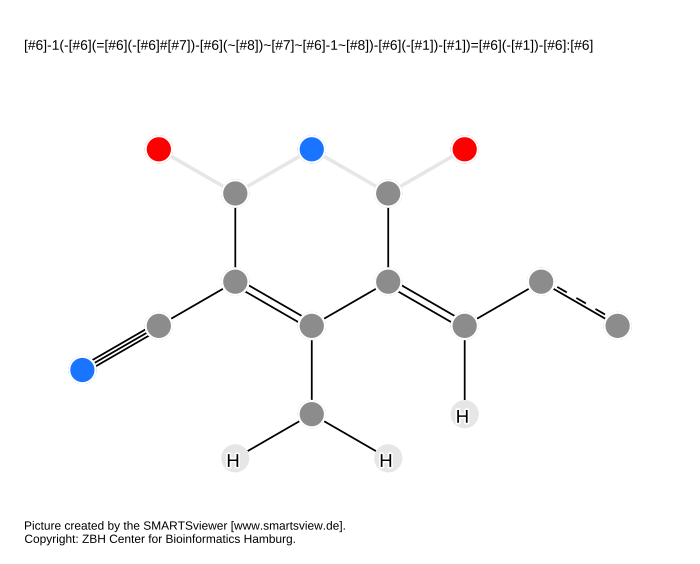 [#6]-1(-[#6](=[#6](-[#6]#[#7])-[#6](~[#8])~[#7]~[#6]-1~[#8])-[#6](-[#1])-[#1])=[#6](-[#1])-[#6]:[#6]
H
H
H
Picture created by the SMARTSviewer [www.smartsview.de].
Copyright: ZBH Center for Bioinformatics Hamburg.